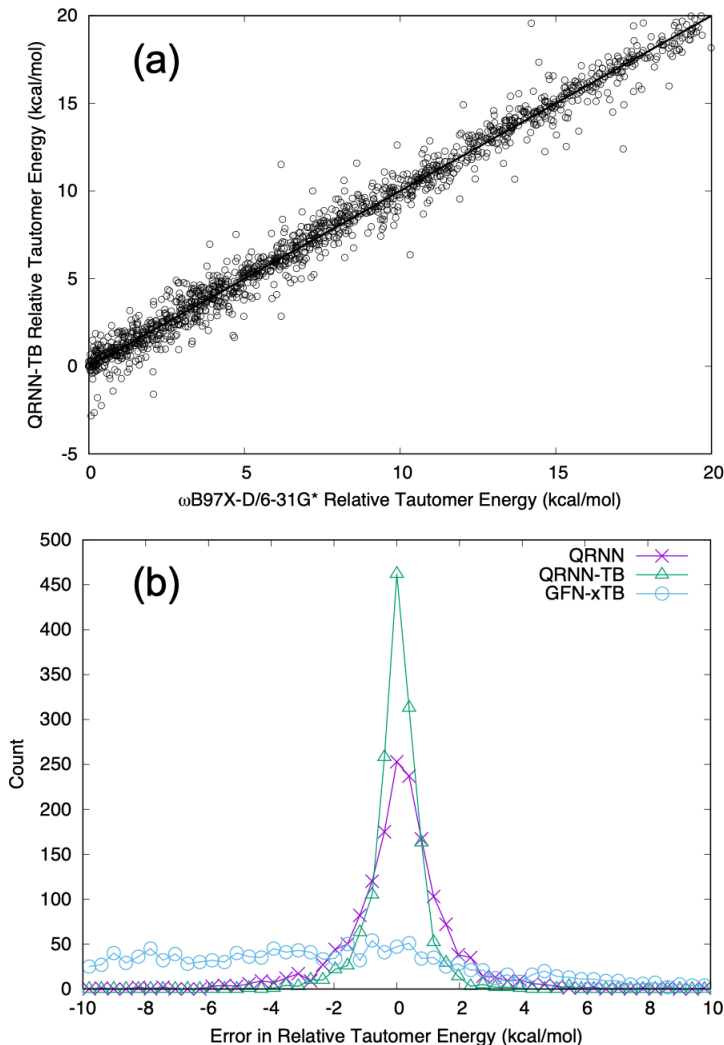 (a)
QRNN-TB Relative Tautomer Energy (kcal/mol)
20
15
10
5
0
-5
0 5 10 15 20
ωB97X-D/6-31G* Relative Tautomer Energy (kcal/mol)
(b)
QRNN
QRNN-TB
GFN-xTB
Count
500
450
400
350
300
250
200
150
100
50
0
-10 -8 -6 -4 -2 0 2 4 6 8 10
Error in Relative Tautomer Energy (kcal/mol)